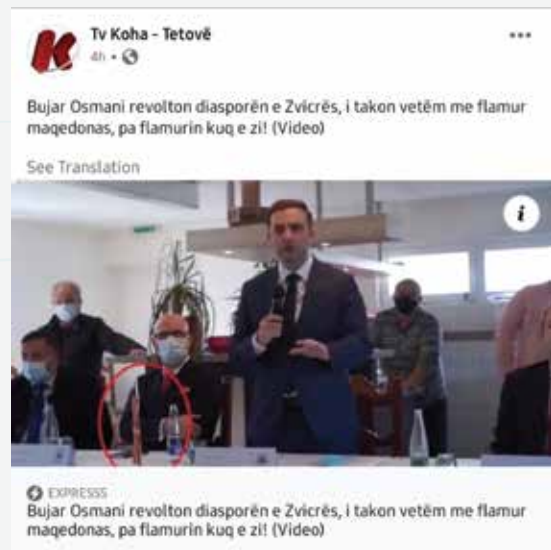 Tv Koha - Tetovë
4h •
Bujar Osmani revolton diasporën e Zvicrës, i takon vetëm me flamur
maqedonas, pa flamurin kuq e zi! (Video)
See Translation
i
EXPRESSS
Bujar Osmani revolton diasporën e Zvicrës, i takon vetëm me flamur
maqedonas, pa flamurin kuq e zi! (Video)